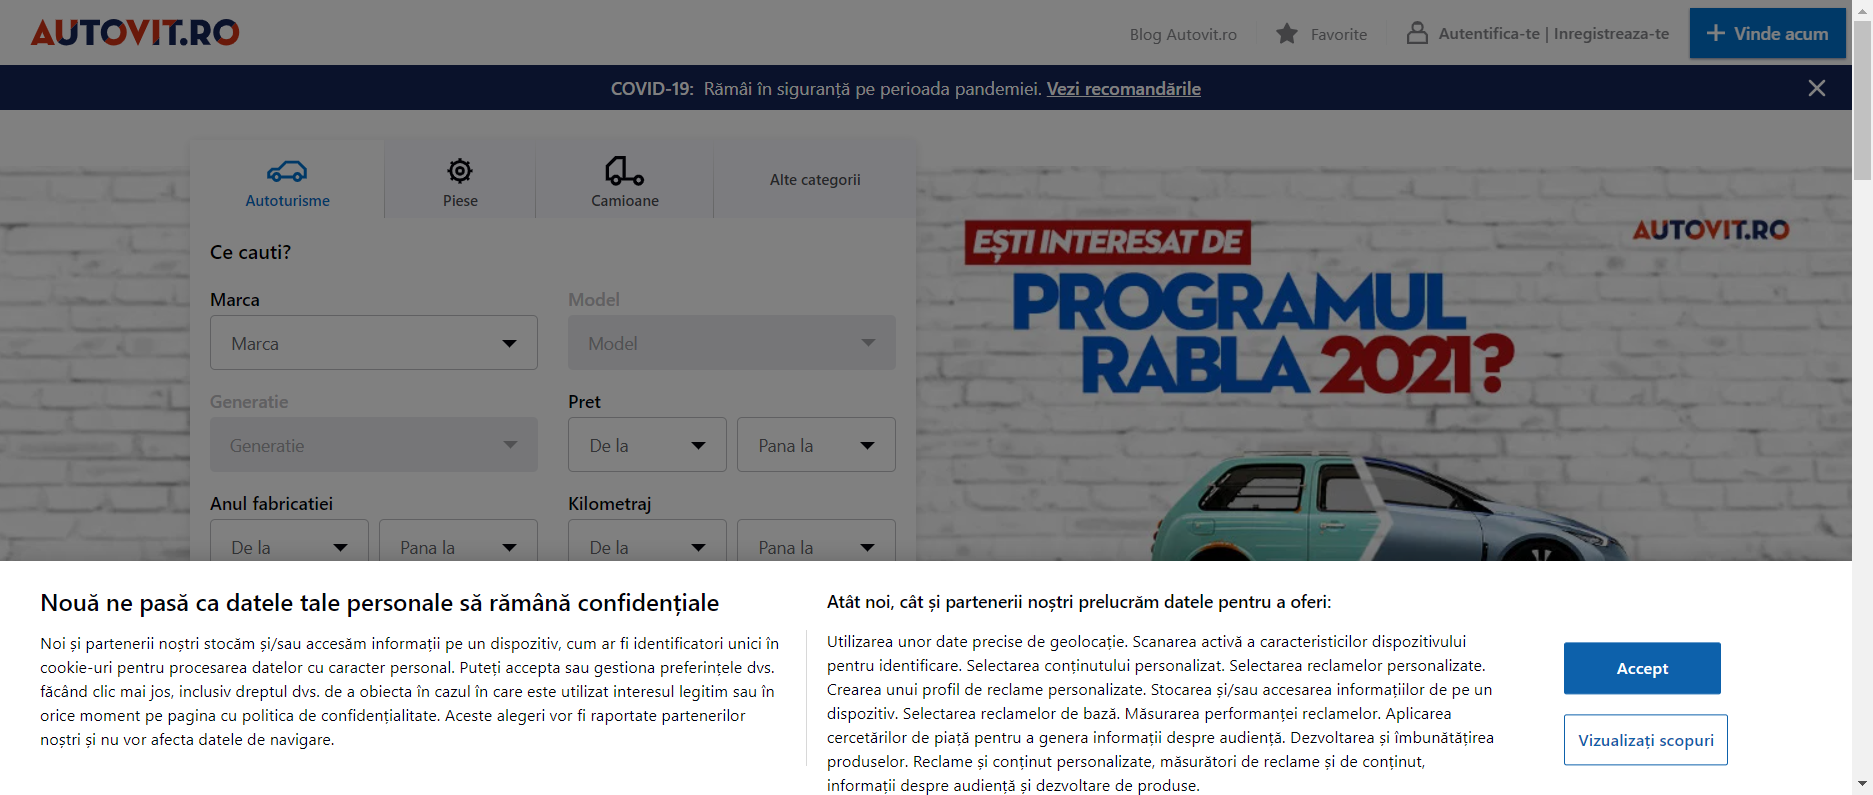 AUTOVIT.RO
Blog Autovit.ro
Favorite
Autentifica-te | Inregistreaza-te
Vinde acum
COVID-19: Rămâi în siguranță pe perioada pandemiei. Vezi recomandările
Autoturisme
Piese
Camioane
Alte categorii
Ce cauti?
Marca
Model
Marca
Model
Generatie
Pret
Generatie
De la
Pana la
Anul fabricatiei
Kilometraj
De la
Pana la
De la
Pana la
AUTOVIT.RO
EȘTI INTERESAT DE
PROGRAMUL
RABLA 2021?
Nouă ne pasă ca datele tale personale să rămână confidențiale
Noi și partenerii noștri stocăm și/sau accesăm informații pe un dispozitiv, cum ar fi identificatori unici în
cookie-uri pentru procesarea datelor cu caracter personal. Puteți accepta sau gestiona preferințele dvs.
făcând clic mai jos, inclusiv dreptul dvs. de a obiecta în cazul în care este utilizat interesul legitim sau în
orice moment pe pagina cu politica de confidențialitate. Aceste alegeri vor fi raportate partenerilor
noștri și nu vor afecta datele de navigare.
Atât noi, cât și partenerii noștri prelucrăm datele pentru a oferi:
Utilizarea unor date precise de geolocație. Scanarea activă a caracteristicilor dispozitivului
pentru identificare. Selectarea conținutului personalizat. Selectarea reclamelor personalizate.
Crearea unui profil de reclame personalizate. Stocarea și/sau accesarea informațiilor de pe un
dispozitiv. Selectarea reclamelor de bază. Măsurarea performanței reclamelor. Aplicarea
cercetărilor de piață pentru a genera informații despre audiență. Dezvoltarea și îmbunătățirea
produselor. Reclame și conținut personalizate, măsurători de reclame și de conținut,
informații despre audiență și dezvoltare de produse.
Accept
Vizualizați scopuri